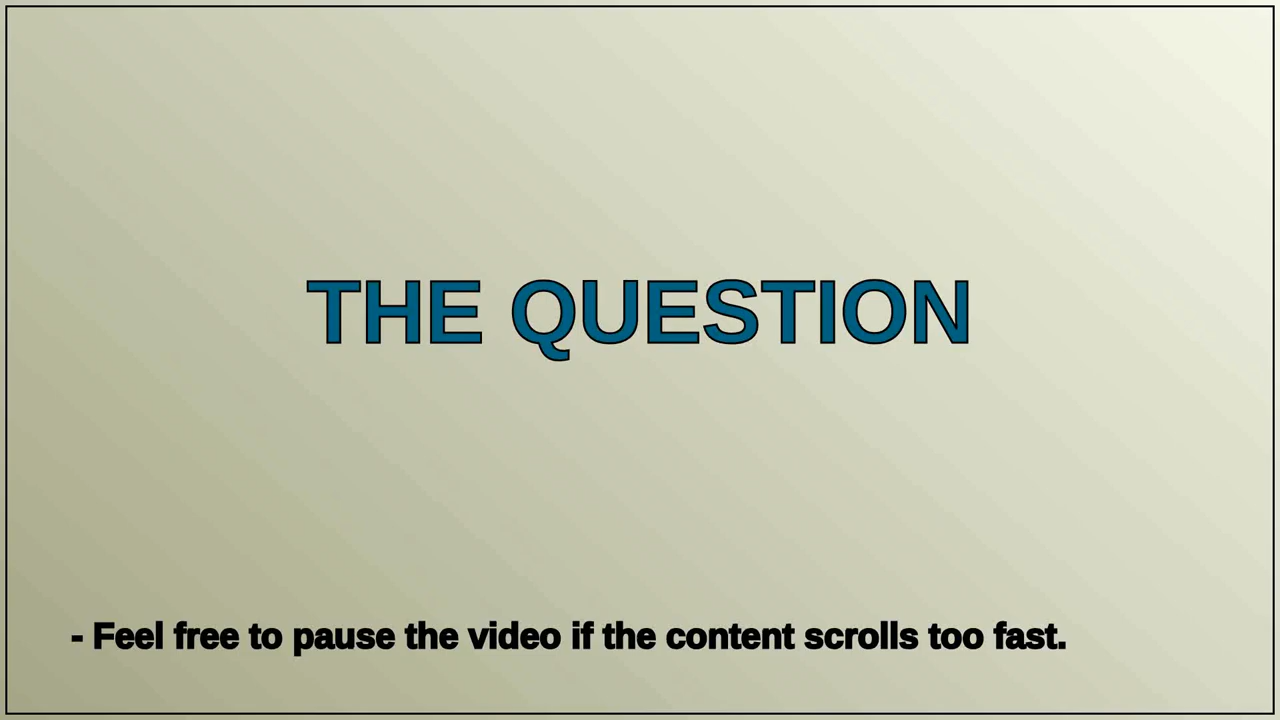 THE QUESTION
- Feel free to pause the video if the content scrolls too fast.